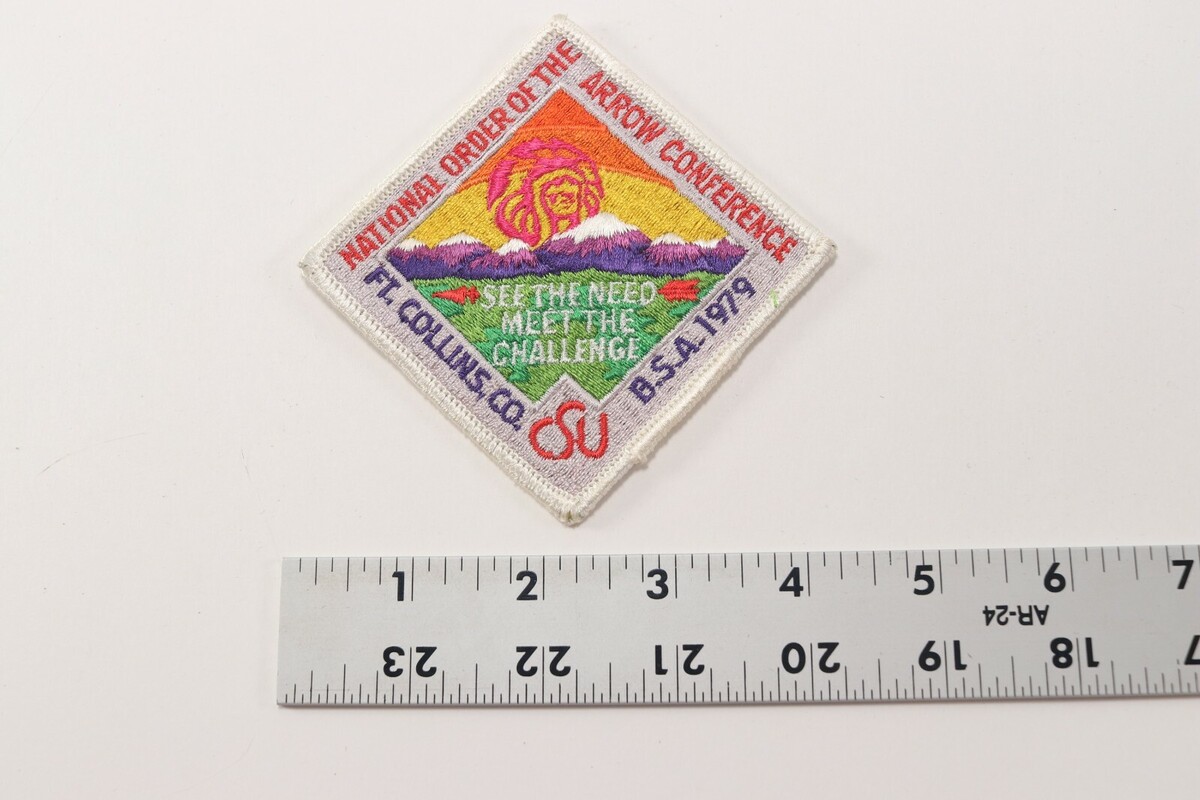 NATIONAL ORDER OF THE
ARROW CONFERENCE
SEE THE NEED
MEET THE
CHALLENGE
FT. COLLINS, CO.
B.S.A. 1979
CSU
1 2 3 4 5 6 7
AR-24
23 22 21 20 19 18